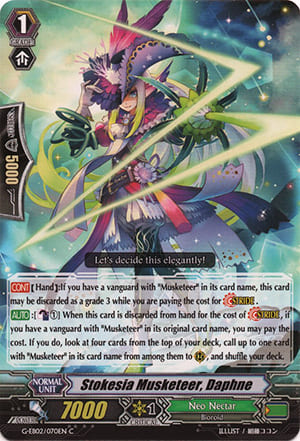 1
GRADE
SHIELD
5000
Let's decide this elegantly!
CONT [Hand]:If you have a vanguard with "Musketeer" in its card name, this
may be discarded as a grade 3 while you are paying the cost for STRIDE.
AUTO :[1] When this card is discarded from hand for the cost of STRIDE, if
you have a vanguard with "Musketeer" in its original card name, you may pay the
cost. If you do, look at four cards from the top of your deck, call up to one card
with "Musketeer" in its card name from among them to R, and shuffle your deck.
NORMAL
UNIT
Stokesia Musketeer, Daphne
POWER
7000
1
CRITICAL
Neo Nectar
Bioroid
G-EB02/070EN C
ILLUST